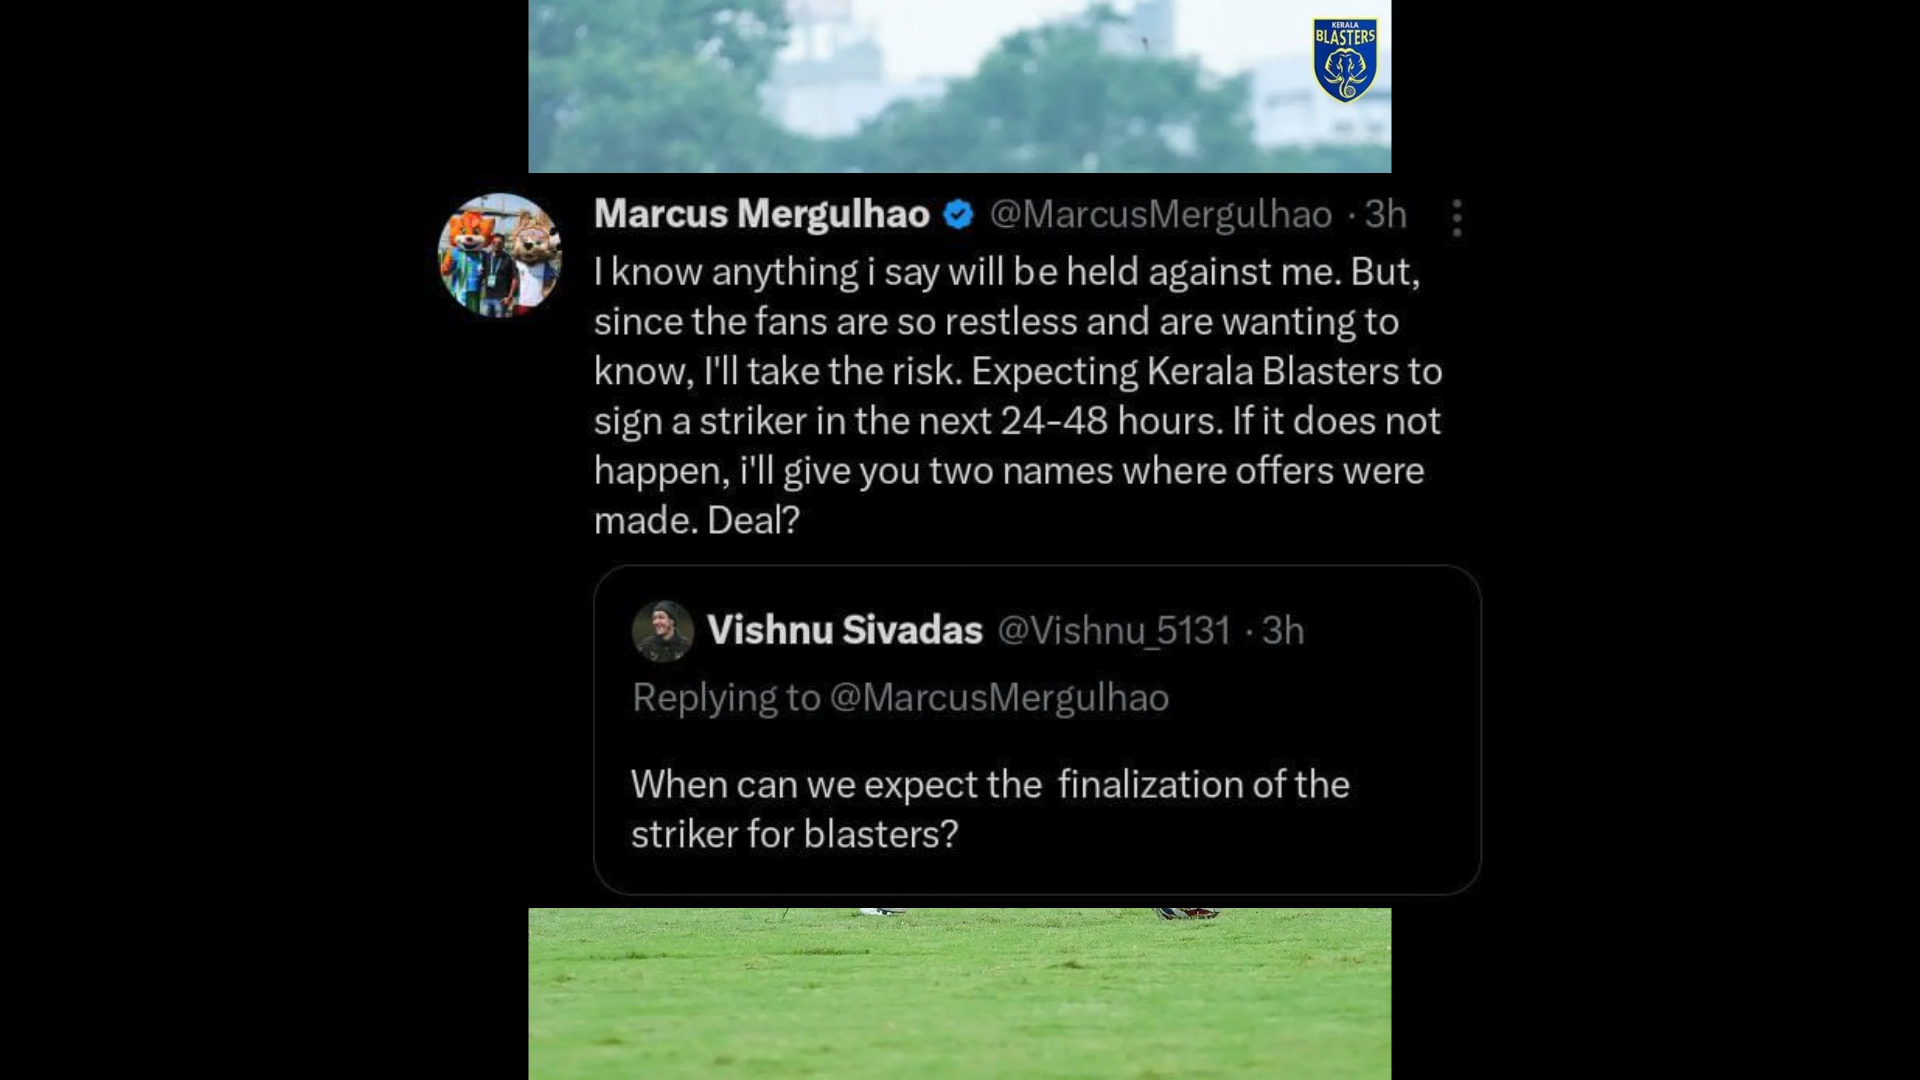 KERALA
BLASTERS
Marcus Mergulhao @MarcusMergulhao · 3h
I know anything i say will be held against me. But,
since the fans are so restless and are wanting to
know, I'll take the risk. Expecting Kerala Blasters to
sign a striker in the next 24-48 hours. If it does not
happen, i'll give you two names where offers were
made. Deal?
Vishnu Sivadas @Vishnu_5131 · 3h
Replying to @MarcusMergulhao
When can we expect the  finalization of the
striker for blasters?